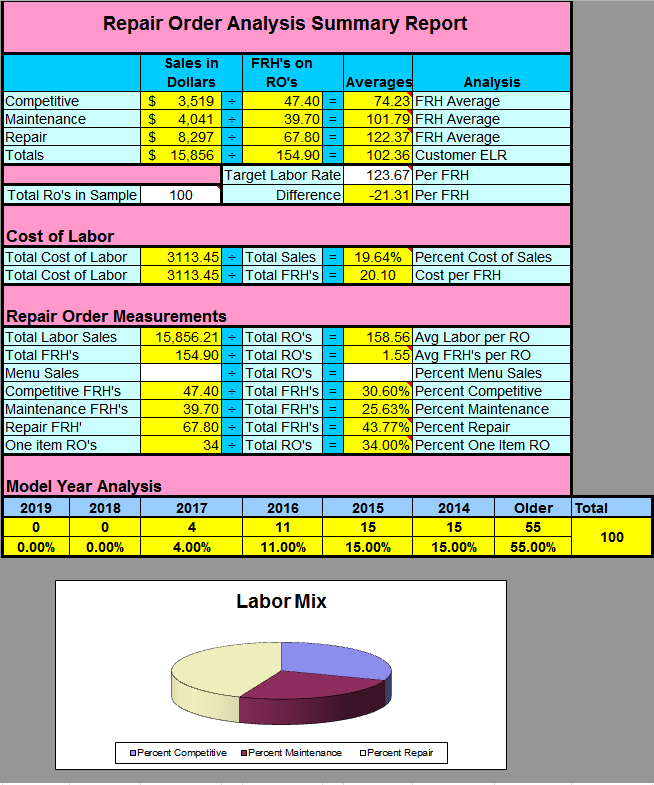 Repair Order Analysis Summary Report
Sales in Dollars FRH's on RO's Averages Analysis
Competitive $ 3,519 ÷ 47.40 = 74.23 FRH Average
Maintenance $ 4,041 ÷ 39.70 = 101.79 FRH Average
Repair $ 8,297 ÷ 67.80 = 122.37 FRH Average
Totals $ 15,856 ÷ 154.90 = 102.36 Customer ELR
Target Labor Rate 123.67 Per FRH
Total Ro's in Sample 100 Difference -21.31 Per FRH
Cost of Labor
Total Cost of Labor 3113.45 ÷ Total Sales = 19.64% Percent Cost of Sales
Total Cost of Labor 3113.45 ÷ Total FRH's = 20.10 Cost per FRH
Repair Order Measurements
Total Labor Sales 15,856.21 ÷ Total RO's = 158.56 Avg Labor per RO
Total FRH's 154.90 ÷ Total RO's = 1.55 Avg FRH's per RO
Menu Sales ÷ Total RO's = Percent Menu Sales
Competitive FRH's 47.40 ÷ Total FRH's = 30.60% Percent Competitive
Maintenance FRH's 39.70 ÷ Total FRH's = 25.63% Percent Maintenance
Repair FRH' 67.80 ÷ Total FRH's = 43.77% Percent Repair
One item RO's 34 ÷ Total RO's = 34.00% Percent One Item RO
Model Year Analysis
2019 2018 2017 2016 2015 2014 Older Total
0 0 4 11 15 15 55 100
0.00% 0.00% 4.00% 11.00% 15.00% 15.00% 55.00%
Labor Mix
Percent Competitive Percent Maintenance Percent Repair